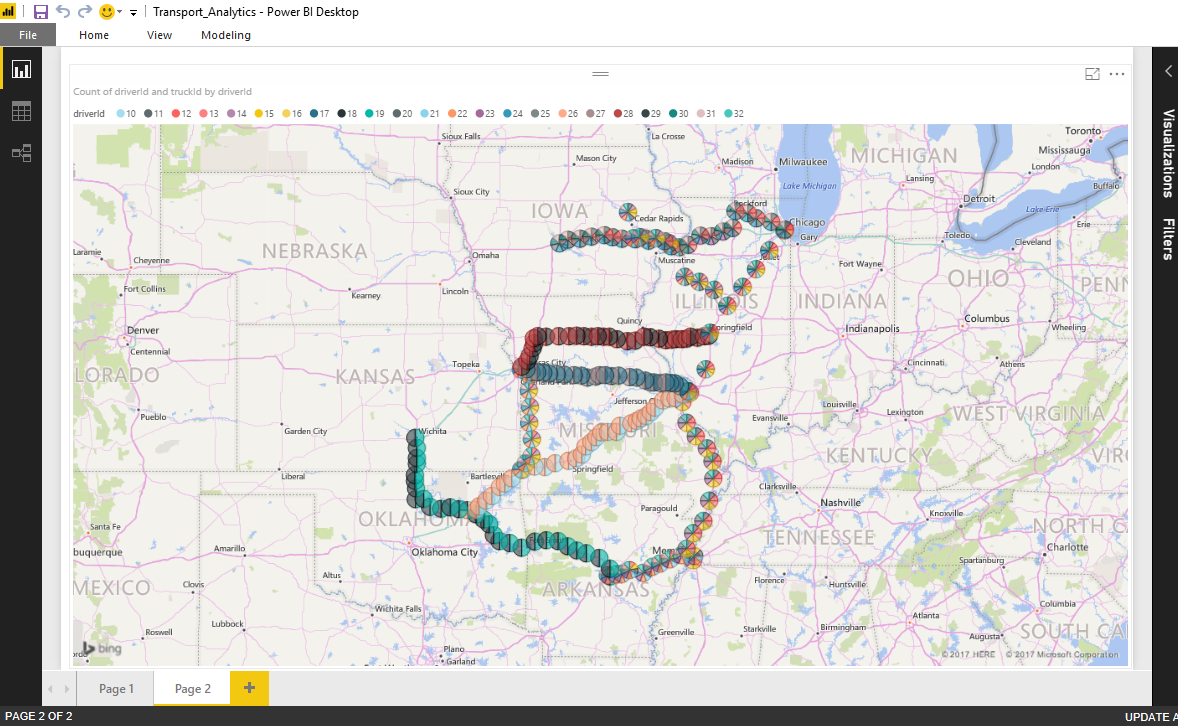 Transport_Analytics - Power BI Desktop
File Home View Modeling
Count of driverId and truckId by driverId
driverId 10 11 12 13 14 15 16 17 18 19 20 21 22 23 24 25 26 27 28 29 30 31 32
Visualizations
Filters
Toronto
Sioux Falls
La Crosse
Mississauga
Mason City
Madison
Milwaukee
MICHIGAN
London
Lansing
Lake Michigan
Buffalo
Sioux City
Detroit
IOWA
Lake Erie
Cedar Rapids
Chicago
Erie
Gary
Toledo
Cleveland
NEBRASKA
Laramie
Cheyenne
Omaha
Muscatine
Fort Wayne
OHIO
Fort Collins
Kearney
Lincoln
ILLINOIS
INDIANA
PENN
Quincy
Columbus
Denver
Indianapolis
Wheeling
Centennial
Topeka
Cincinnati
Athens
LORADO
KANSAS
Jefferson C
Louisville
Lexington
WEST VIRGINIA
Pueblo
Evansville
Garden City
Wichita
MISSOURI
KENTUCKY
VIRG
Liberal
Bartlesvill
Springfield
Clarksville
Nashville
Paragould
Knoxville
OKLAHOMA
NORTH C
Santa Fe
TENNESSEE
buquerque
Amarillo
Oklahoma City
Mem
Charlotte
Spartanburg
MEXICO
Clovis
Altus
ARKANSAS
Florence
Huntsville
Columbia
Wichita Falls
Atlanta
Lubbock
Roswell
Greenville
Starkville
Birmingham
Augusta
SOUTH CA
Plano
Garland
bing
© 2017 HERE © 2017 Microsoft Corporation
Page 1 Page 2
PAGE 2 OF 2
UPDATE A